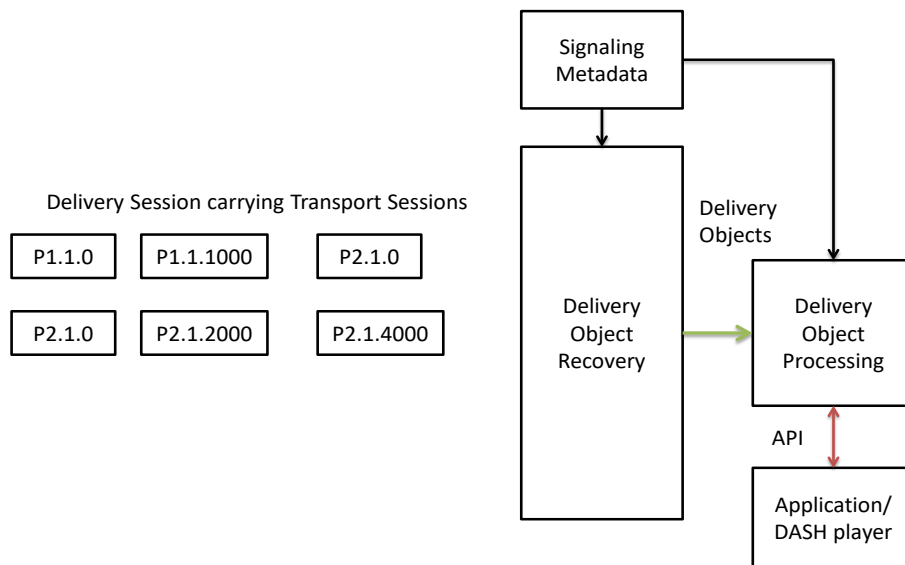 Signaling
Metadata
Delivery Session carrying Transport Sessions
P1.1.0
P1.1.1000
P2.1.0
P2.1.0
P2.1.2000
P2.1.4000
Delivery
Object
Recovery
Delivery
Objects
Delivery
Object
Processing
API
Application/
DASH player